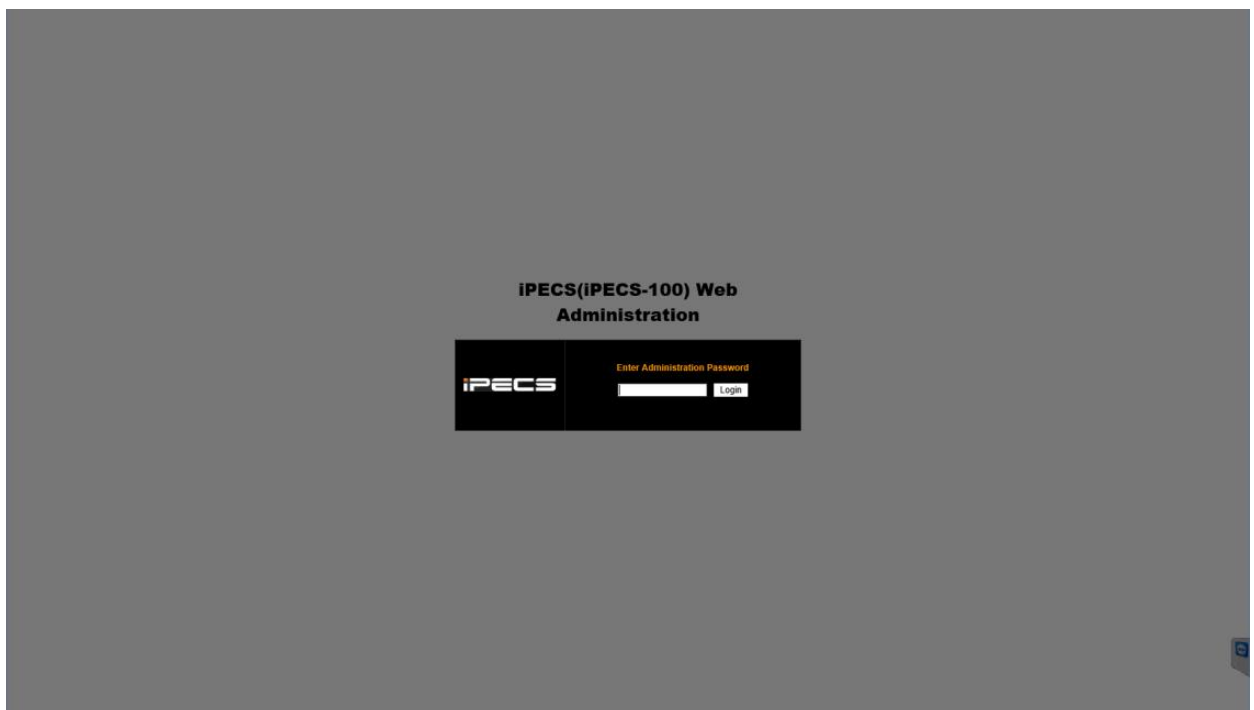 iPECS(iPECS-100) Web
Administration
iPECS
Enter Administration Password
Login